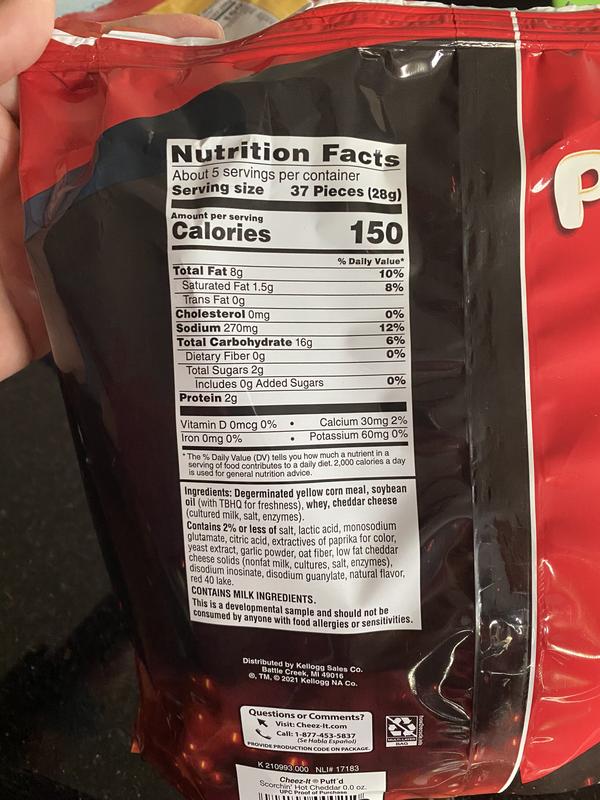 Nutrition Facts
About 5 servings per container
Serving size 37 Pieces (28g)
Amount per serving
Calories 150
% Daily Value*
Total Fat 8g 10%
Saturated Fat 1.5g 8%
Trans Fat 0g
Cholesterol 0mg 0%
Sodium 270mg 12%
Total Carbohydrate 16g 6%
Dietary Fiber 0g 0%
Total Sugars 2g
Includes 0g Added Sugars 0%
Protein 2g
Vitamin D 0mcg 0% • Calcium 30mg 2%
Iron 0mg 0% • Potassium 60mg 0%
* The % Daily Value (DV) tells you how much a nutrient in a
serving of food contributes to a daily diet. 2,000 calories a day
is used for general nutrition advice.
Ingredients: Degerminated yellow corn meal, soybean
oil (with TBHQ for freshness), whey, cheddar cheese
(cultured milk, salt, enzymes).
Contains 2% or less of salt, lactic acid, monosodium
glutamate, citric acid, extractives of paprika for color,
yeast extract, garlic powder, oat fiber, low fat cheddar
cheese solids (nonfat milk, cultures, salt, enzymes),
disodium inosinate, disodium guanylate, natural flavor,
red 40 lake.
CONTAINS MILK INGREDIENTS.
This is a developmental sample and should not be
consumed by anyone with food allergies or sensitivities.
Distributed by Kellogg Sales Co.
Battle Creek, MI 49016
®, TM, © 2021 Kellogg NA Co.
Questions or Comments?
Visit: Cheez-It.com
Call: 1-877-453-5837
(Se Habla Español)
PROVIDE PRODUCTION CODE ON PACKAGE.
MULTI-LAYER
BAG
how2recycle.info
K 210993 000 NLI# 17183
Cheez-It ® Puff'd
Scorchin' Hot Cheddar 0.0 oz.
UPC Proof of Purchase
P